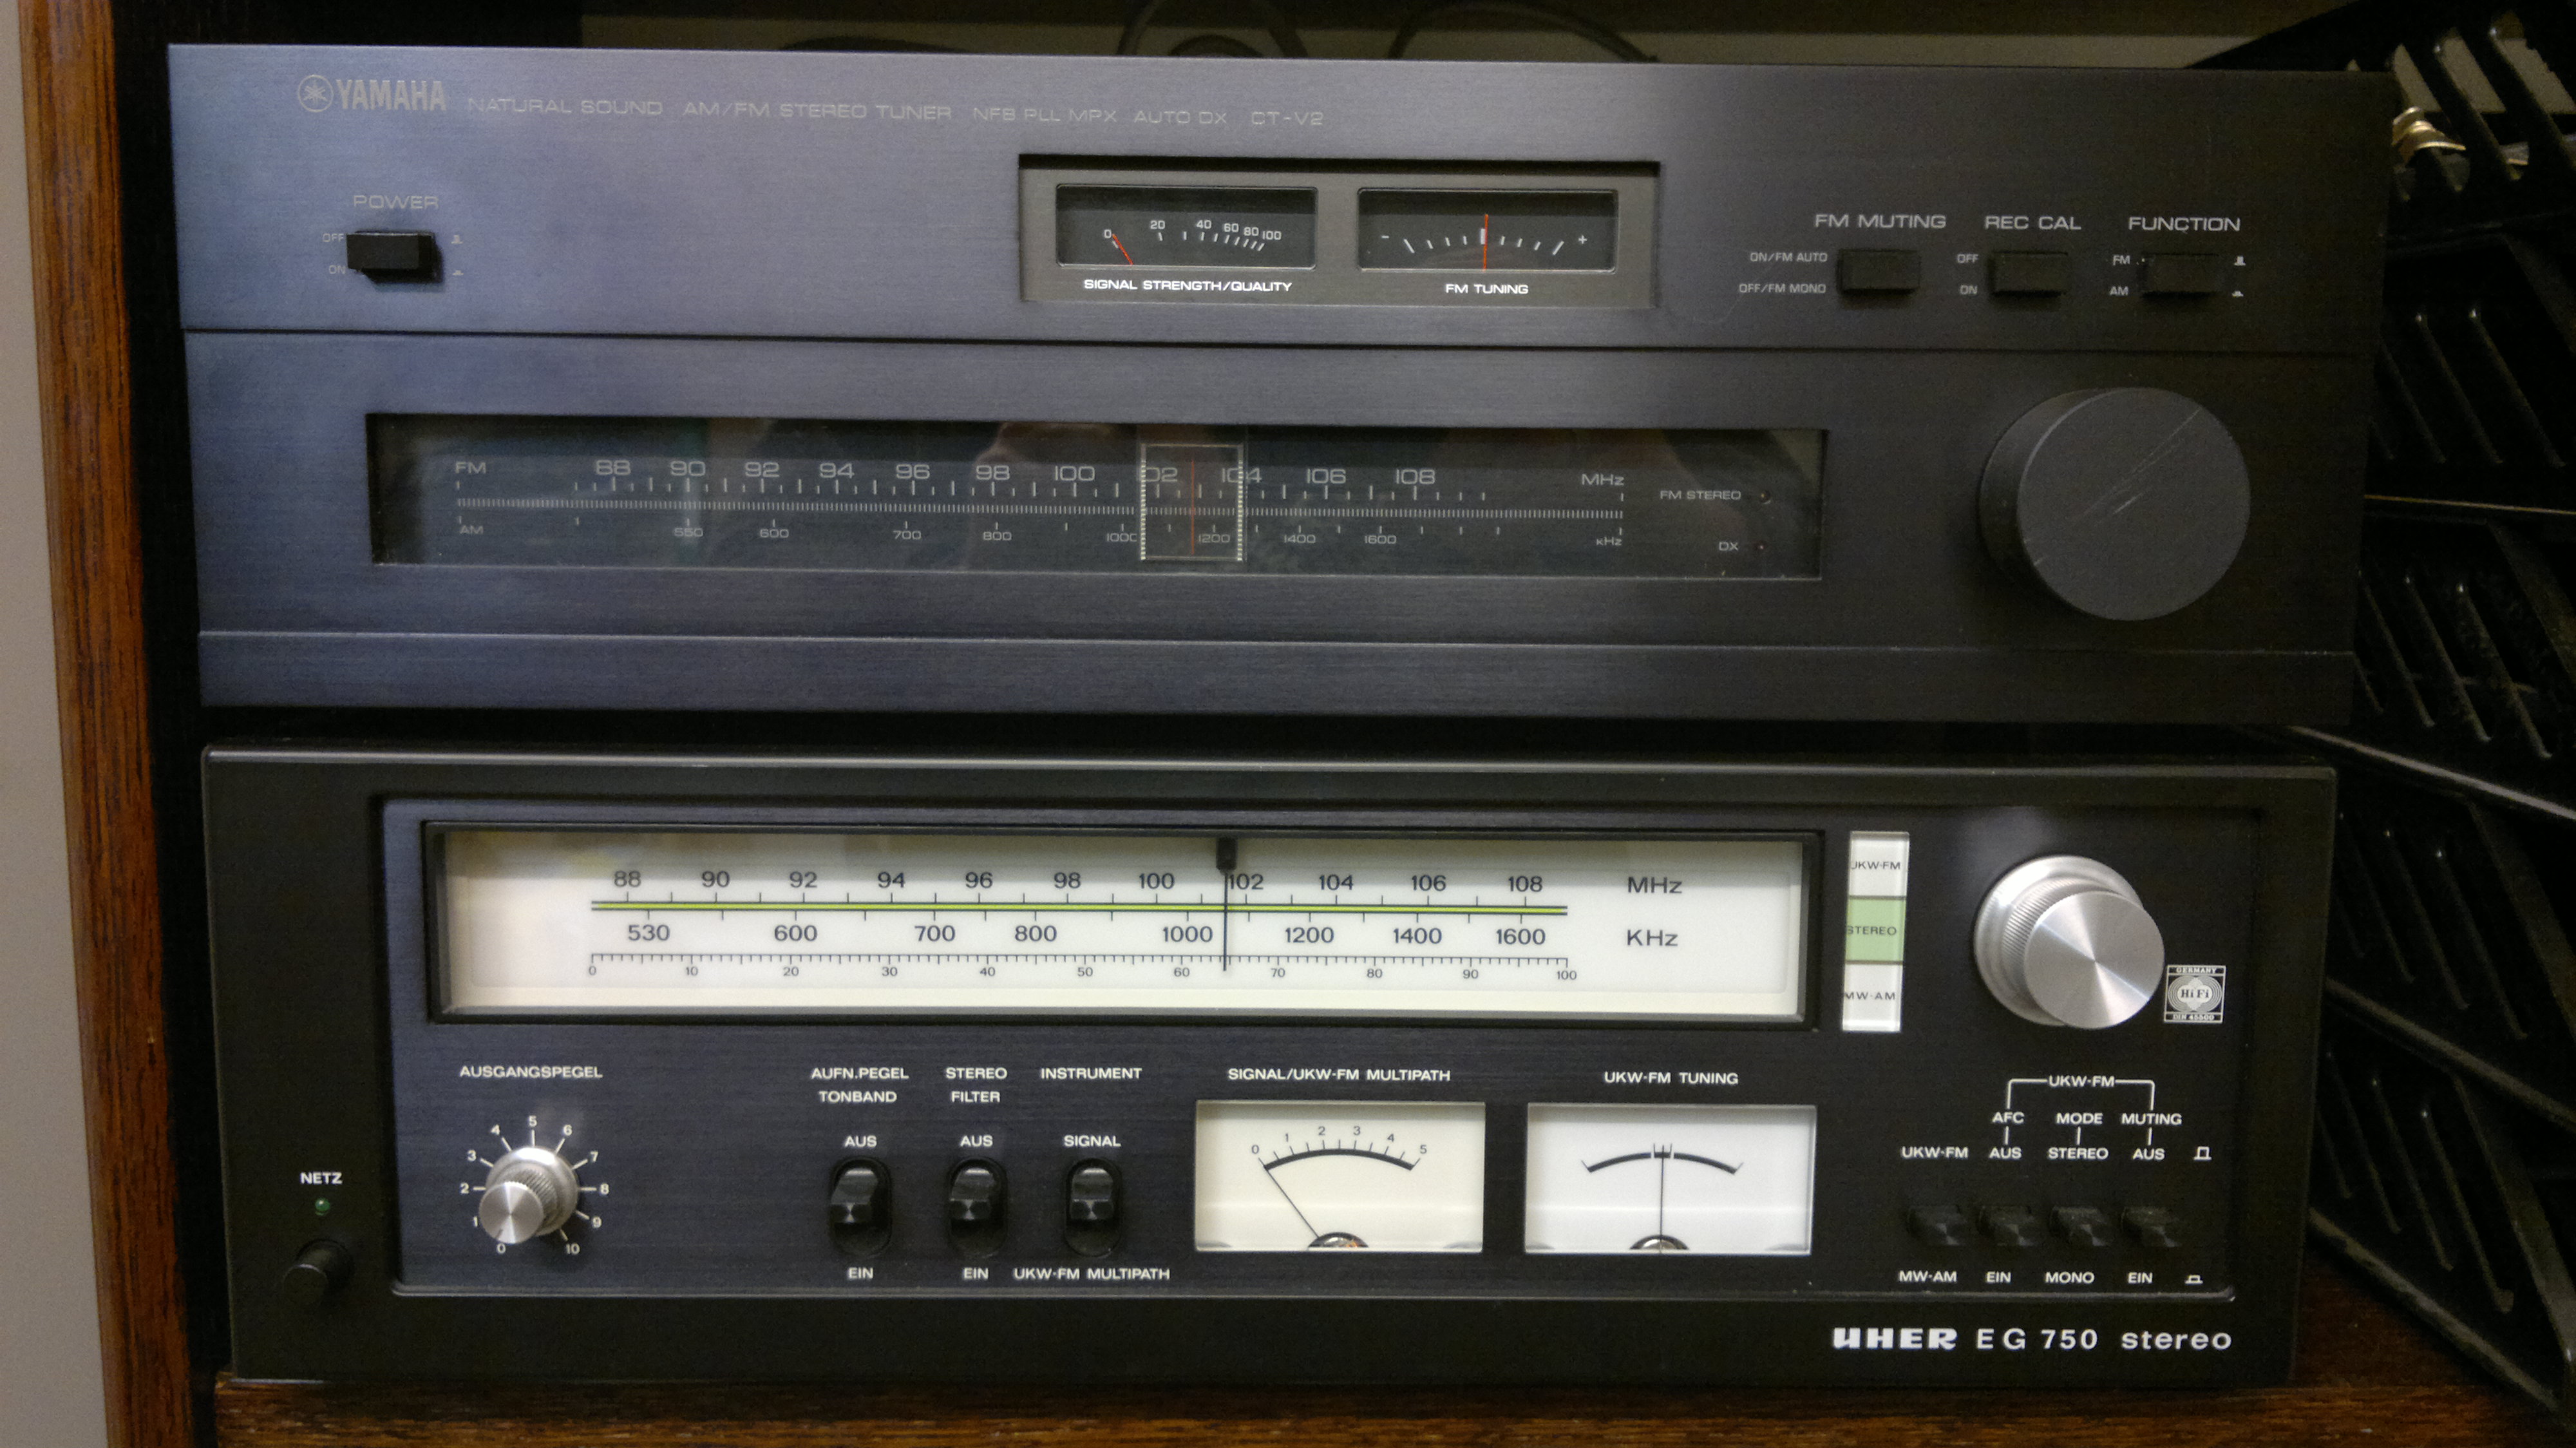 YAMAHA NATURAL SOUND AM/FM STEREO TUNER NFB PLL MPX AUTO DX CT-V2
POWER
OFF
ON
0 20 40 60 80 100
SIGNAL STRENGTH/QUALITY
- +
FM TUNING
FM MUTING REC CAL FUNCTION
ON/FM AUTO OFF FM
OFF/FM MONO ON AM
FM 88 90 92 94 96 98 100 102 104 106 108 MHz
AM 550 600 700 800 1000 1200 1400 1600 kHz
FM STEREO
DX
88 90 92 94 96 98 100 102 104 106 108 MHz
530 600 700 800 1000 1200 1400 1600 KHz
0 10 20 30 40 50 60 70 80 90 100
UKW-FM
STEREO
MW-AM
GERMANY
HiFi
DIN 45500
AUSGANGSPEGEL
0 1 2 3 4 5 6 7 8 9 10
NETZ
AUFN.PEGEL STEREO INSTRUMENT
TONBAND FILTER
AUS AUS SIGNAL
EIN EIN UKW-FM MULTIPATH
SIGNAL/UKW-FM MULTIPATH
0 1 2 3 4 5
UKW-FM TUNING
UKW-FM
AFC MODE MUTING
UKW-FM AUS STEREO AUS
MW-AM EIN MONO EIN
UHER EG 750 stereo